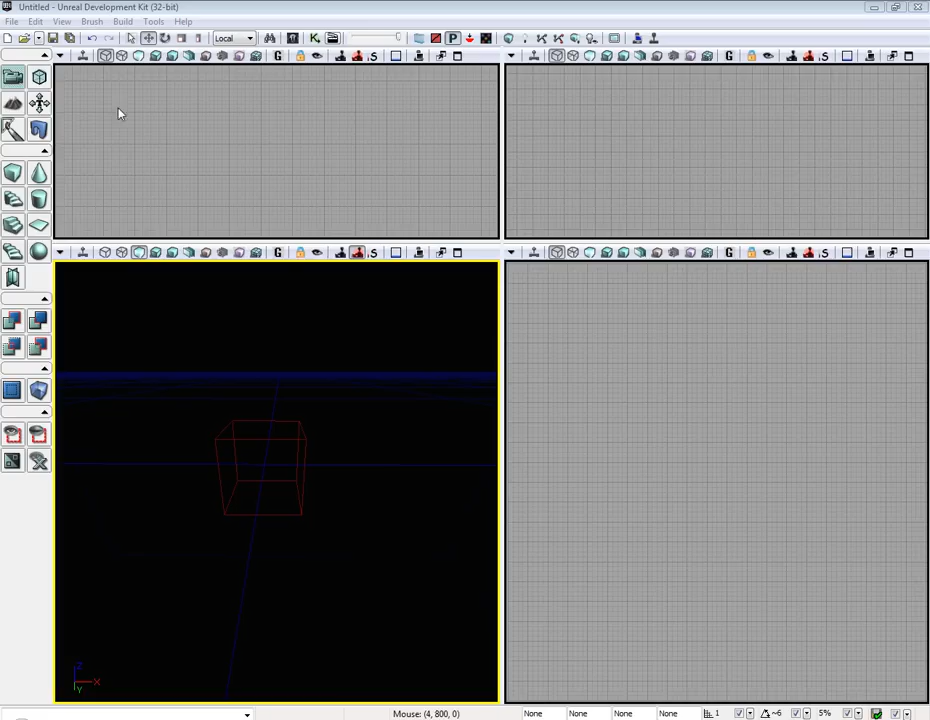 Untitled - Unreal Development Kit (32-bit)
File Edit View Brush Build Tools Help
Local
P
G
G
S
G
S
G
S
Z
X
Y
Mouse: (4, 800, 0)
None
None
None
None
1
~6
5%